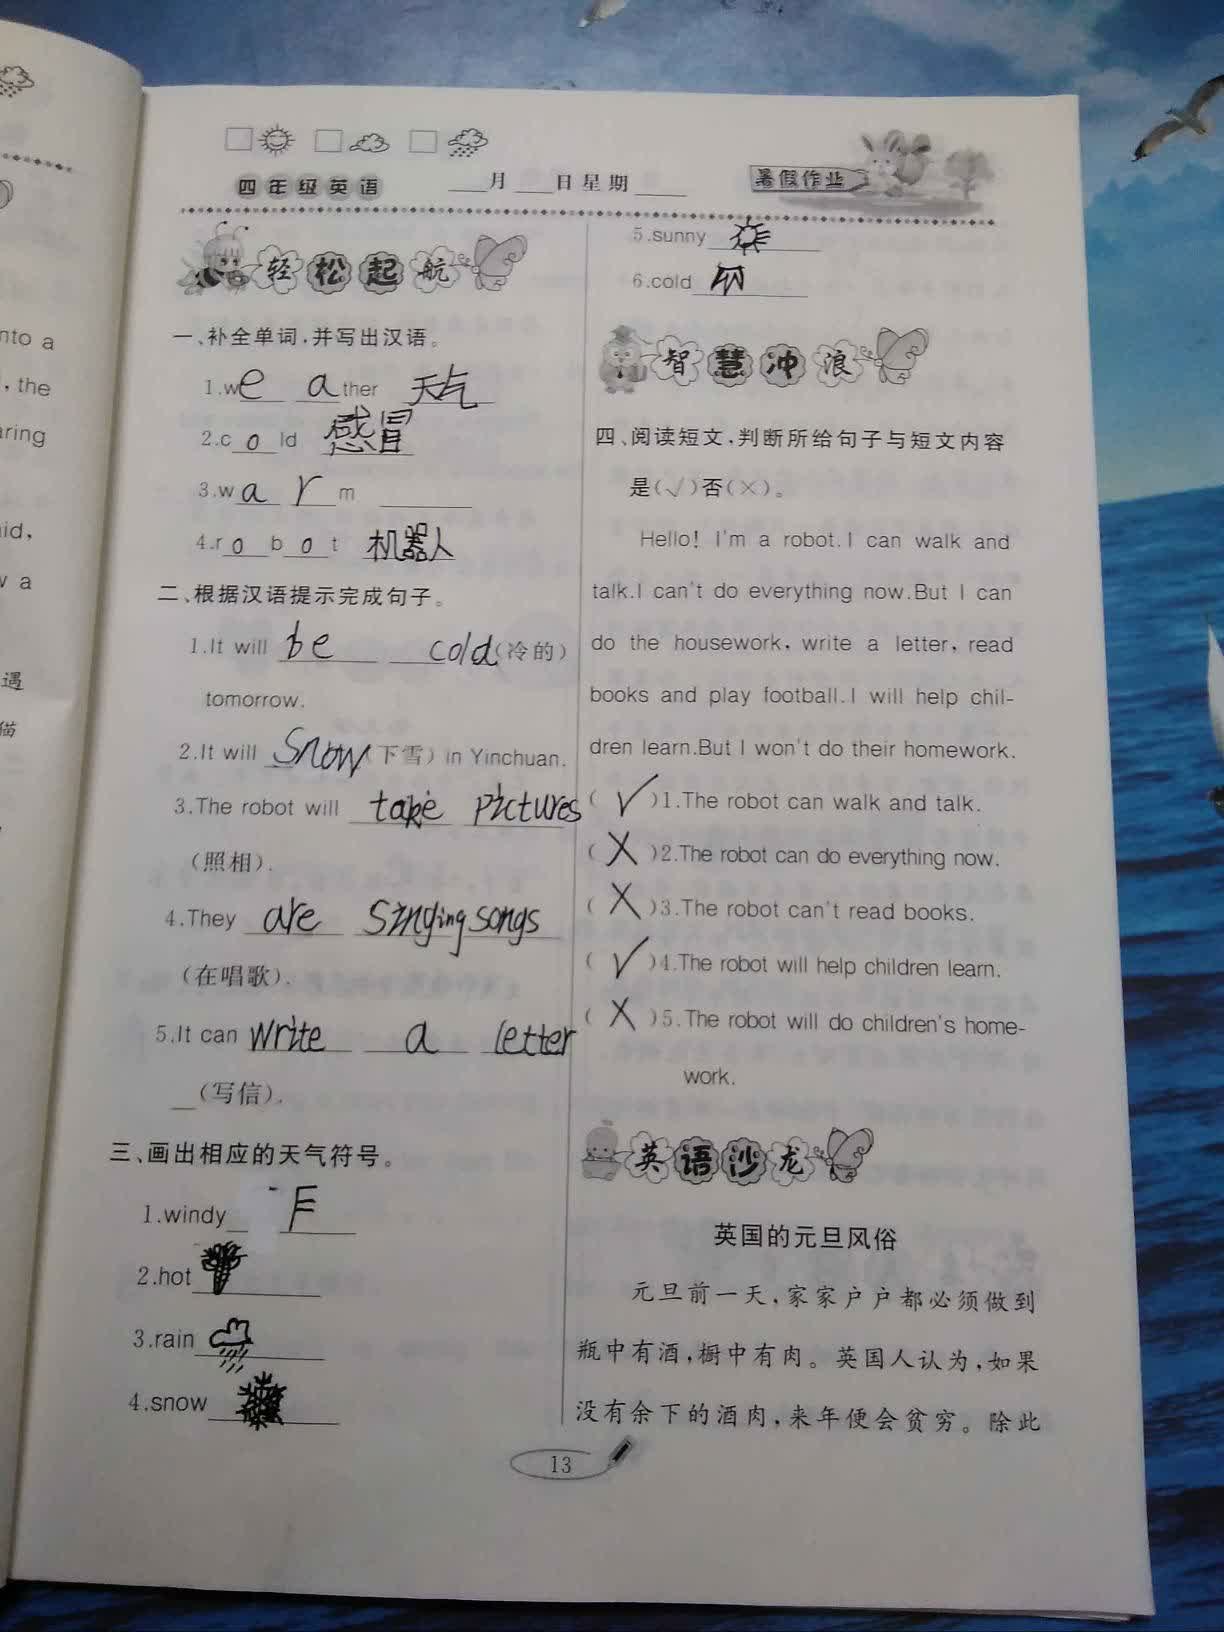 nto a
, the
aring
aid,
w a
遇
猫
四年级英语
___月___日星期___
暑假作业
轻松起航
一、补全单词,并写出汉语。
1.we ather 天气
2.c o ld 感冒
3.w a r m ____
4.r o b o t 机器人
二、根据汉语提示完成句子。
1.It will be cold(冷的)
tomorrow.
2.It will snow(下雪) in Yinchuan.
3.The robot will take pictures
(照相).
4.They are singing songs
(在唱歌).
5.It can write a letter
_(写信).
三、画出相应的天气符号。
1.windy
2.hot
3.rain
4.snow
5.sunny
6.cold
智慧冲浪
四、阅读短文,判断所给句子与短文内容
是(√)否(×)。
Hello! I'm a robot.I can walk and
talk.I can't do everything now.But I can
do the housework, write a letter, read
books and play football.I will help chil-
dren learn.But I won't do their homework.
( √ )1.The robot can walk and talk.
( × )2.The robot can do everything now.
( × )3.The robot can't read books.
( √ )4.The robot will help children learn.
( × )5.The robot will do children's home-
work.
英语沙龙
英国的元旦风俗
元旦前一天,家家户户都必须做到
瓶中有酒,橱中有肉。英国人认为,如果
没有余下的酒肉,来年便会贫穷。除此
13